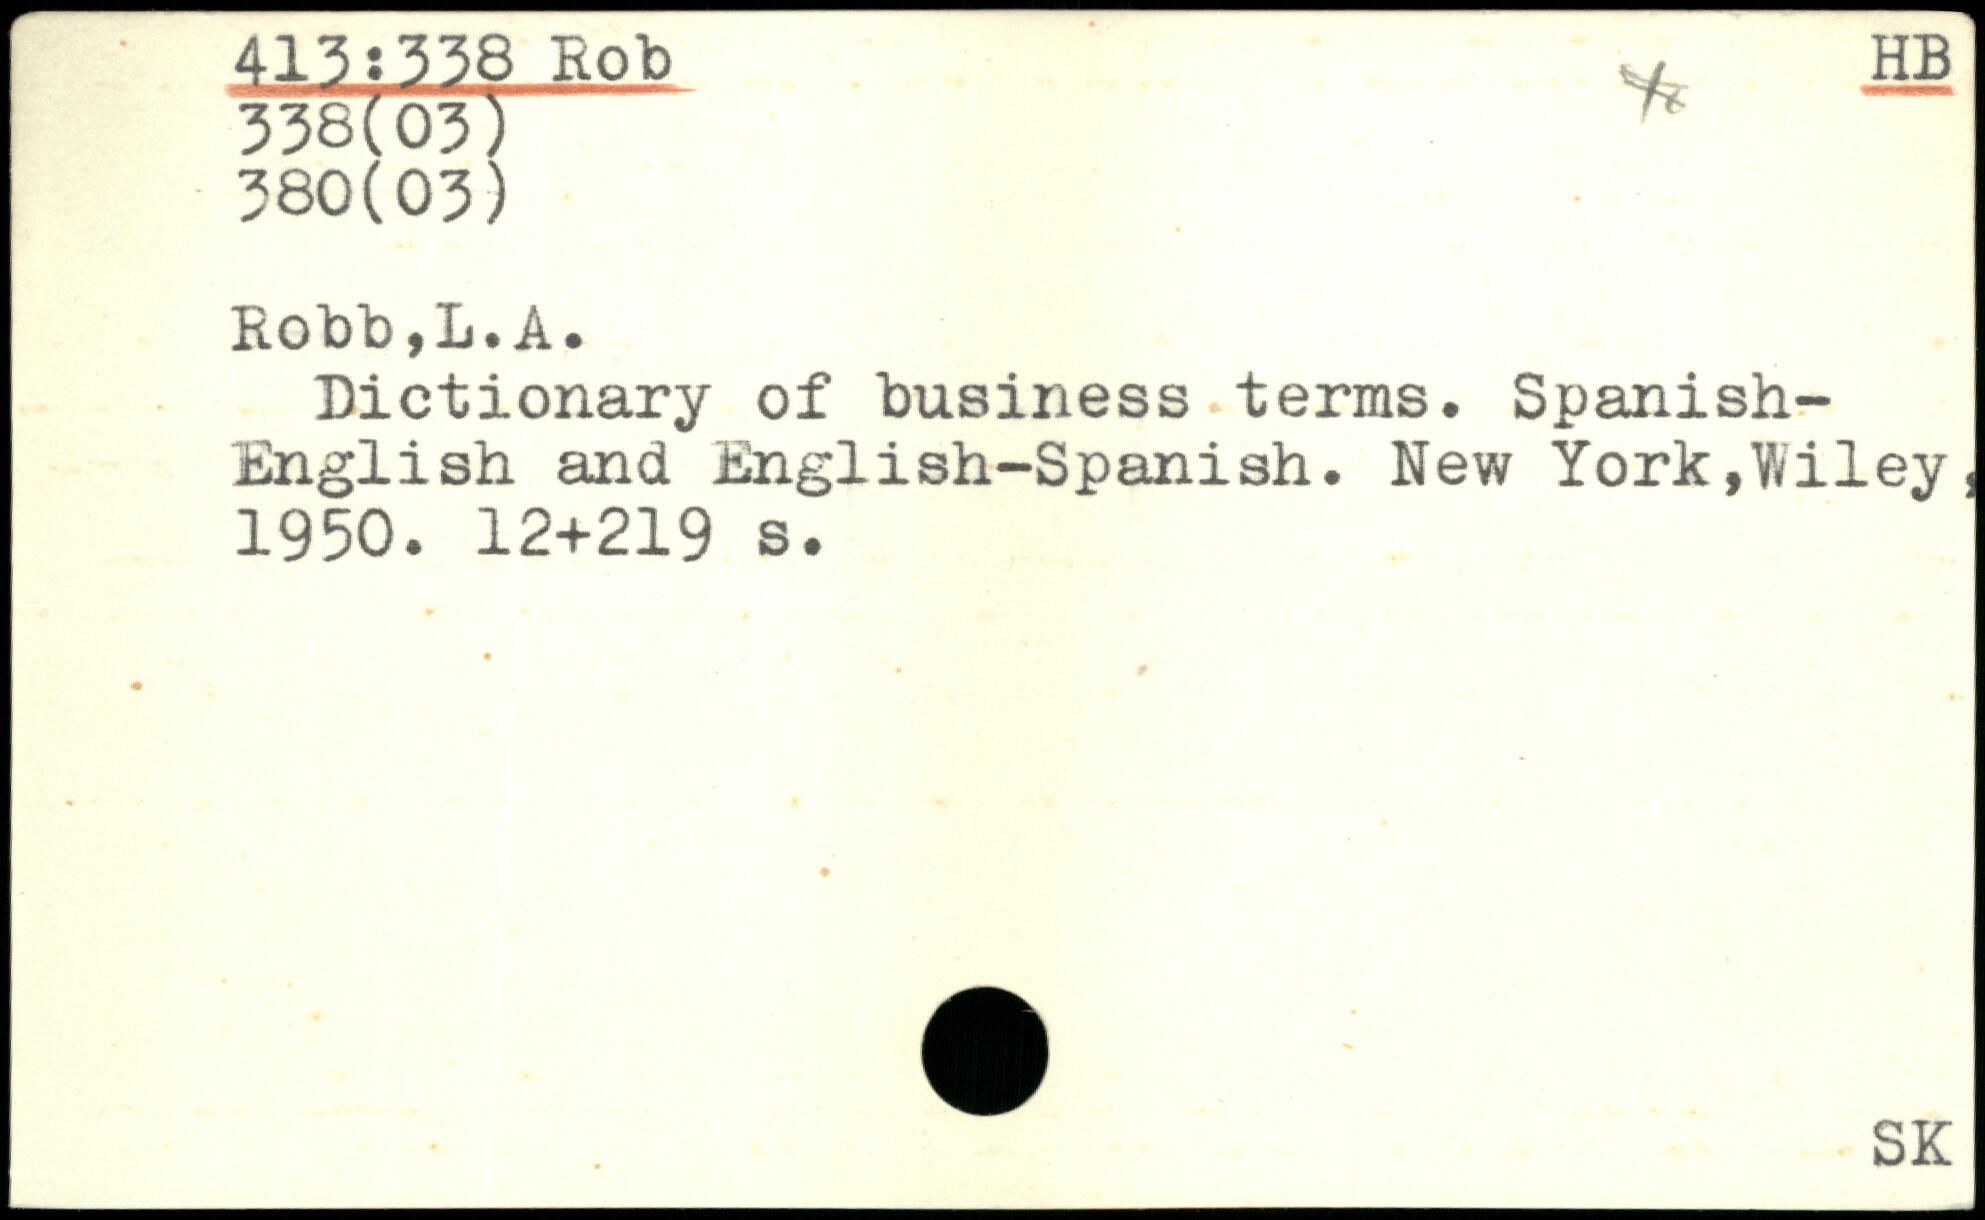 413:338 Rob HB
338(03)
380(03)
Robb,L.A.
Dictionary of business terms. Spanish-
English and English-Spanish. New York,Wiley,
1950. 12+219 s.
SK